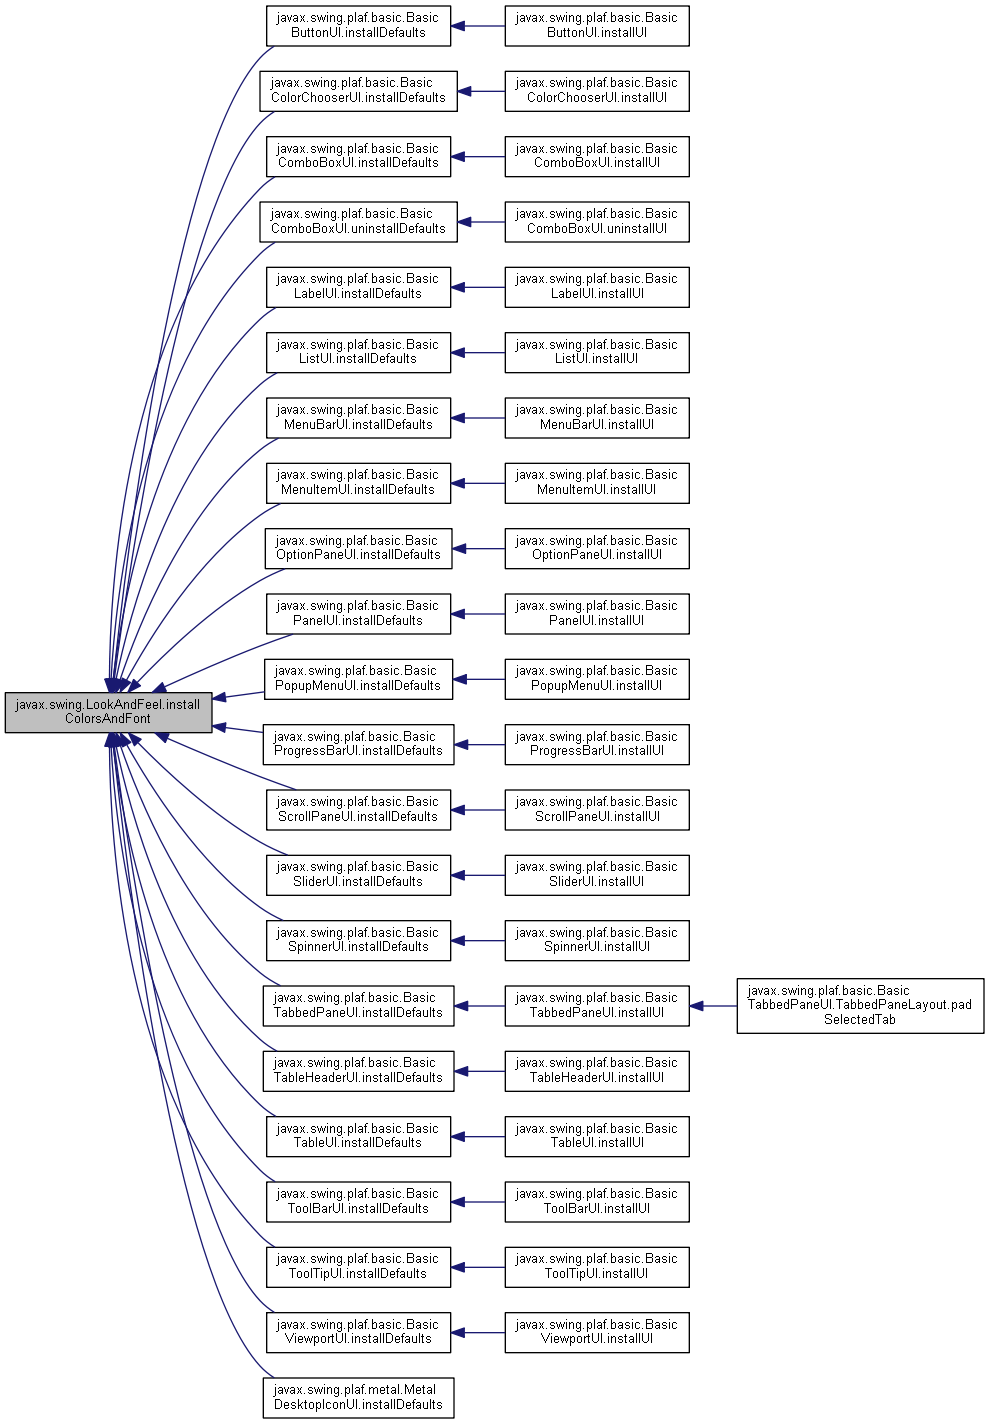 javax.swing.plaf.basic.Basic
ButtonUI.installDefaults
javax.swing.plaf.basic.Basic
ButtonUI.installUI
javax.swing.plaf.basic.Basic
ColorChooserUI.installDefaults
javax.swing.plaf.basic.Basic
ColorChooserUI.installUI
javax.swing.plaf.basic.Basic
ComboBoxUI.installDefaults
javax.swing.plaf.basic.Basic
ComboBoxUI.installUI
javax.swing.plaf.basic.Basic
ComboBoxUI.uninstallDefaults
javax.swing.plaf.basic.Basic
ComboBoxUI.uninstallUI
javax.swing.plaf.basic.Basic
LabelUI.installDefaults
javax.swing.plaf.basic.Basic
LabelUI.installUI
javax.swing.plaf.basic.Basic
ListUI.installDefaults
javax.swing.plaf.basic.Basic
ListUI.installUI
javax.swing.plaf.basic.Basic
MenuBarUI.installDefaults
javax.swing.plaf.basic.Basic
MenuBarUI.installUI
javax.swing.plaf.basic.Basic
MenuItemUI.installDefaults
javax.swing.plaf.basic.Basic
MenuItemUI.installUI
javax.swing.plaf.basic.Basic
OptionPaneUI.installDefaults
javax.swing.plaf.basic.Basic
OptionPaneUI.installUI
javax.swing.plaf.basic.Basic
PanelUI.installDefaults
javax.swing.plaf.basic.Basic
PanelUI.installUI
javax.swing.plaf.basic.Basic
PopupMenuUI.installDefaults
javax.swing.plaf.basic.Basic
PopupMenuUI.installUI
javax.swing.LookAndFeel.install
ColorsAndFont
javax.swing.plaf.basic.Basic
ProgressBarUI.installDefaults
javax.swing.plaf.basic.Basic
ProgressBarUI.installUI
javax.swing.plaf.basic.Basic
ScrollPaneUI.installDefaults
javax.swing.plaf.basic.Basic
ScrollPaneUI.installUI
javax.swing.plaf.basic.Basic
SliderUI.installDefaults
javax.swing.plaf.basic.Basic
SliderUI.installUI
javax.swing.plaf.basic.Basic
SpinnerUI.installDefaults
javax.swing.plaf.basic.Basic
SpinnerUI.installUI
javax.swing.plaf.basic.Basic
TabbedPaneUI.installDefaults
javax.swing.plaf.basic.Basic
TabbedPaneUI.installUI
javax.swing.plaf.basic.Basic
TabbedPaneUI.TabbedPaneLayout.pad
SelectedTab
javax.swing.plaf.basic.Basic
TableHeaderUI.installDefaults
javax.swing.plaf.basic.Basic
TableHeaderUI.installUI
javax.swing.plaf.basic.Basic
TableUI.installDefaults
javax.swing.plaf.basic.Basic
TableUI.installUI
javax.swing.plaf.basic.Basic
ToolBarUI.installDefaults
javax.swing.plaf.basic.Basic
ToolBarUI.installUI
javax.swing.plaf.basic.Basic
ToolTipUI.installDefaults
javax.swing.plaf.basic.Basic
ToolTipUI.installUI
javax.swing.plaf.basic.Basic
ViewportUI.installDefaults
javax.swing.plaf.basic.Basic
ViewportUI.installUI
javax.swing.plaf.metal.Metal
DesktopIconUI.installDefaults